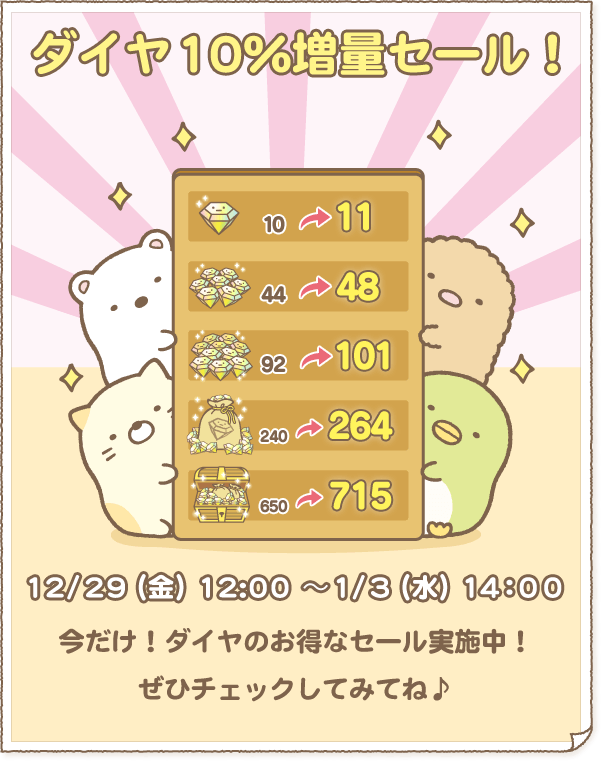 ダイヤ10%増量セール！
10 11
44 48
92 101
240 264
650 715
12/29(金) 12:00 ～1/3(水) 14:00
今だけ！ダイヤのお得なセール実施中！
ぜひチェックしてみてね♪